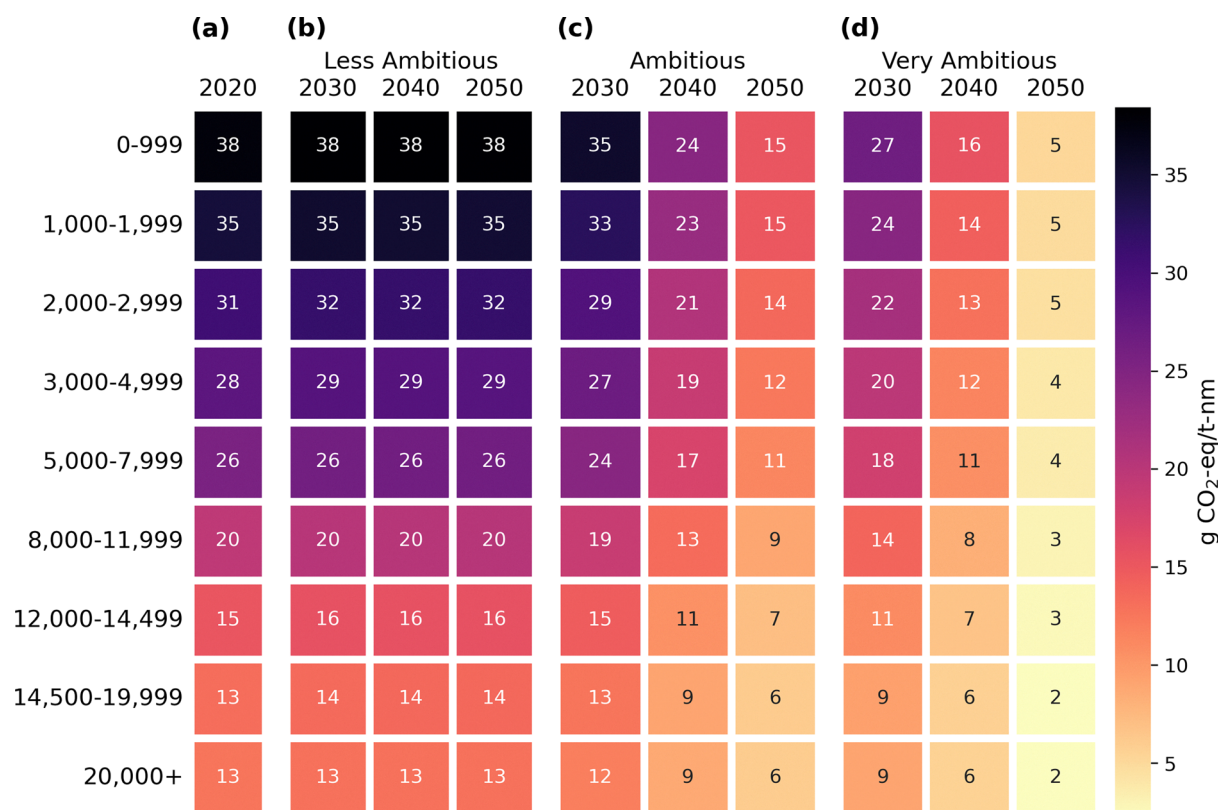 (a) (b) (c) (d)
Less Ambitious Ambitious Very Ambitious
2020 2030 2040 2050 2030 2040 2050 2030 2040 2050
0-999 38 38 38 38 35 24 15 27 16 5
1,000-1,999 35 35 35 35 33 23 15 24 14 5
2,000-2,999 31 32 32 32 29 21 14 22 13 5
3,000-4,999 28 29 29 29 27 19 12 20 12 4
5,000-7,999 26 26 26 26 24 17 11 18 11 4
8,000-11,999 20 20 20 20 19 13 9 14 8 3
12,000-14,499 15 16 16 16 15 11 7 11 7 3
14,500-19,999 13 14 14 14 13 9 6 9 6 2
20,000+ 13 13 13 13 12 9 6 9 6 2
35
30
25
20
15
10
5
g CO₂-eq/t-nm